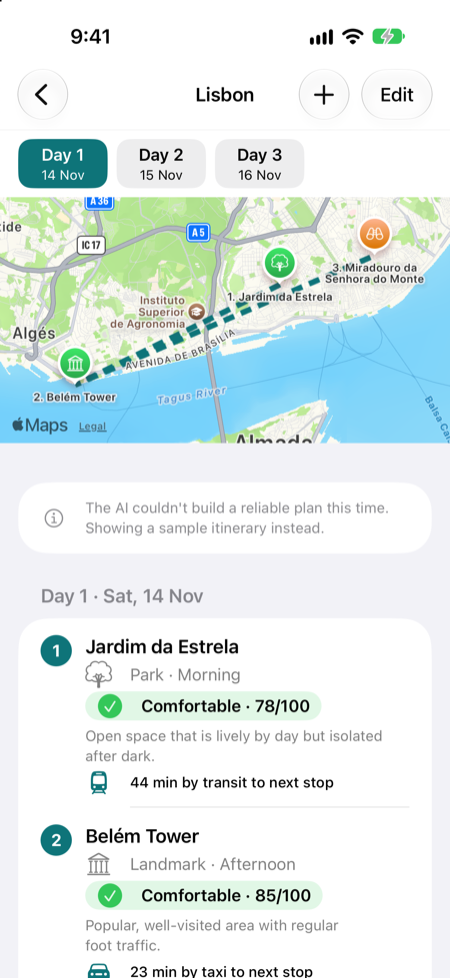 9:41
Lisbon
Edit
Day 1
14 Nov
Day 2
15 Nov
Day 3
16 Nov
A 36
tide
A 5
IC 17
3. Miradouro da
Senhora do Monte
1. Jardim da Estrela
Instituto
Superior
de Agronomia
Algés
AVENIDA DE BRASÍLIA
2. Belém Tower
Tagus River
Maps
Legal
Almada
The AI couldn't build a reliable plan this time.
Showing a sample itinerary instead.
Day 1 · Sat, 14 Nov
1
Jardim da Estrela
Park · Morning
Comfortable · 78/100
Open space that is lively by day but isolated
after dark.
44 min by transit to next stop
2
Belém Tower
Landmark · Afternoon
Comfortable · 85/100
Popular, well-visited area with regular
foot traffic.
23 min by taxi to next stop